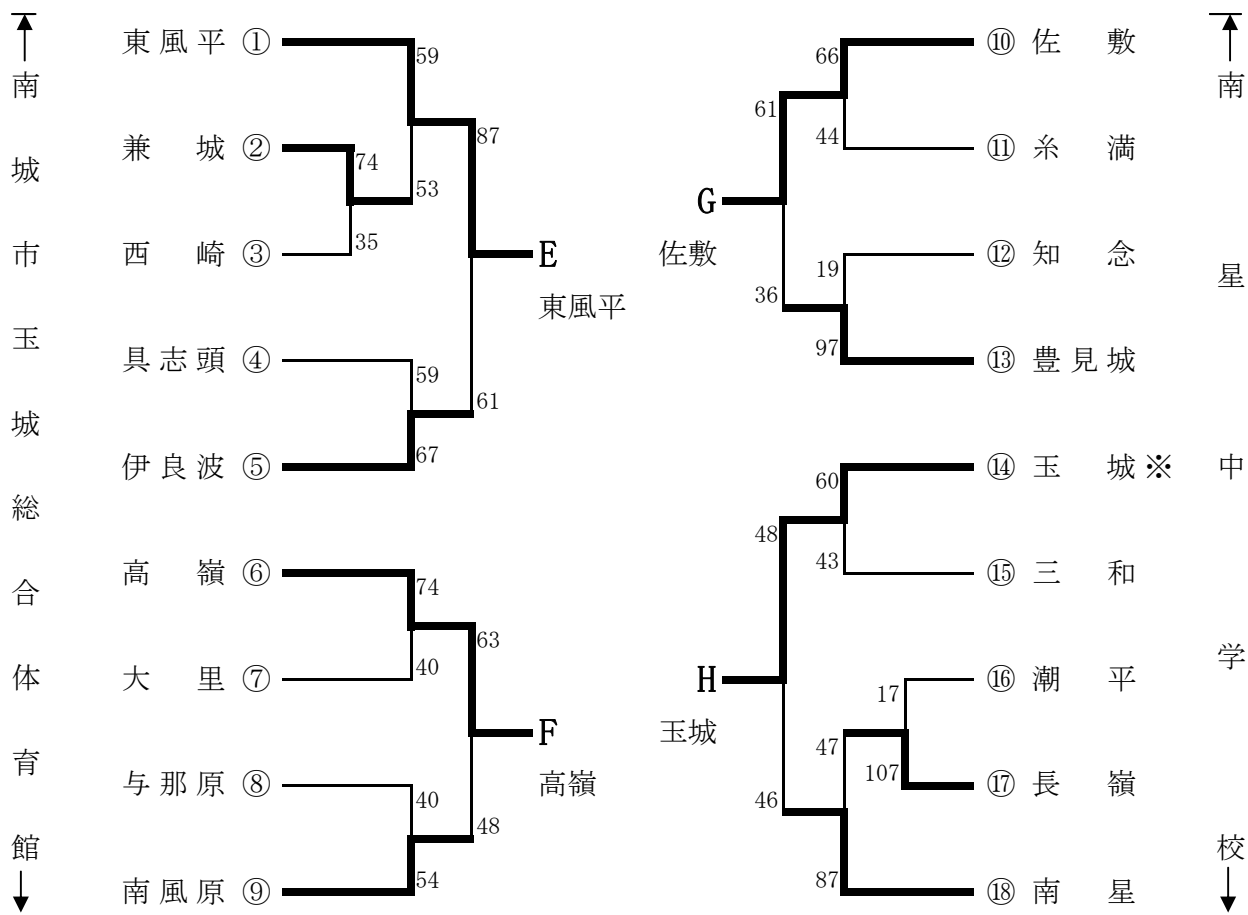 南城市玉城総合体育館
東風平 ① 59
兼城 ② 74
87
53
西崎 ③ 35
E
東風平
具志頭 ④ 59
61
伊良波 ⑤ 67
高嶺 ⑥ 74
63
大里 ⑦ 40
F
高嶺
与那原 ⑧ 40
48
南風原 ⑨ 54
66 ⑩ 佐敷
61
44 ⑪ 糸満
G
佐敷
19 ⑫ 知念
36
97 ⑬ 豊見城
60 ⑭ 玉城※
48
43 ⑮ 三和
H
玉城
17 ⑯ 潮平
47
107 ⑰ 長嶺
46
87 ⑱ 南星
南星中学校